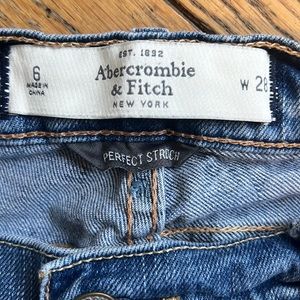 EST. 1892
6
MADE IN
CHINA
Abercrombie
& Fitch
NEW YORK
W 28
PERFECT STRETCH